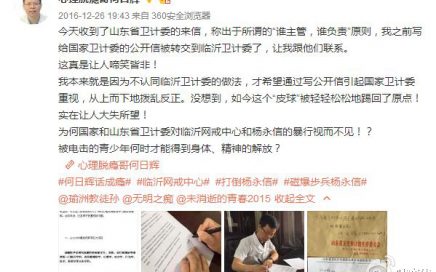 心理脱瘾哥何日辉
2016-12-26 19:43 来自 360安全浏览器
今天收到了山东省卫计委的来信，称出于所谓的“谁主管，谁负责”原则，我之前写
给国家卫计委的公开信被转交到临沂卫计委了，让我跟他们联系。
这真是让人啼笑皆非！
我本来就是因为不认同临沂卫计委的做法，才希望通过写公开信引起国家卫计委
重视，从上而下地拨乱反正。没想到，如今这个“皮球”被轻轻松松地踢回了原点！
实在让人大失所望！
为何国家和山东省卫计委对临沂网戒中心和杨永信的暴行视而不见！？
被电击的青少年何时才能得到身体、精神的解放？
心理脱瘾哥何日辉
#何日辉话成瘾# #临沂网戒中心# #打倒杨永信# #磁爆步兵杨永信#
@瑜洲教徒孙 @无明之痴 @未消逝的青春2015 收起全文